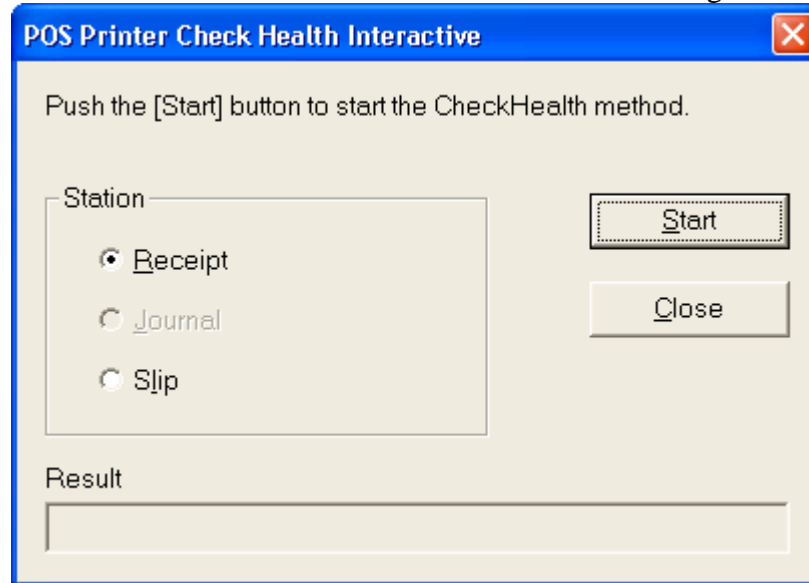 POS Printer Check Health Interactive
Push the [Start] button to start the CheckHealth method.
Station
Receipt
Journal
Slip
Start
Close
Result